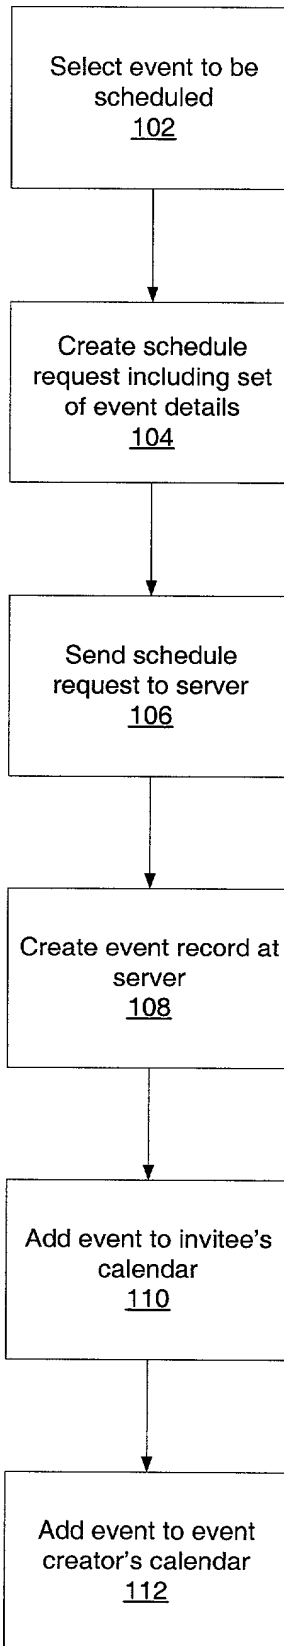 Select event to be
scheduled
102
Create schedule
request including set
of event details
104
Send schedule
request to server
106
Create event record at
server
108
Add event to invitee's
calendar
110
Add event to event
creator's calendar
112